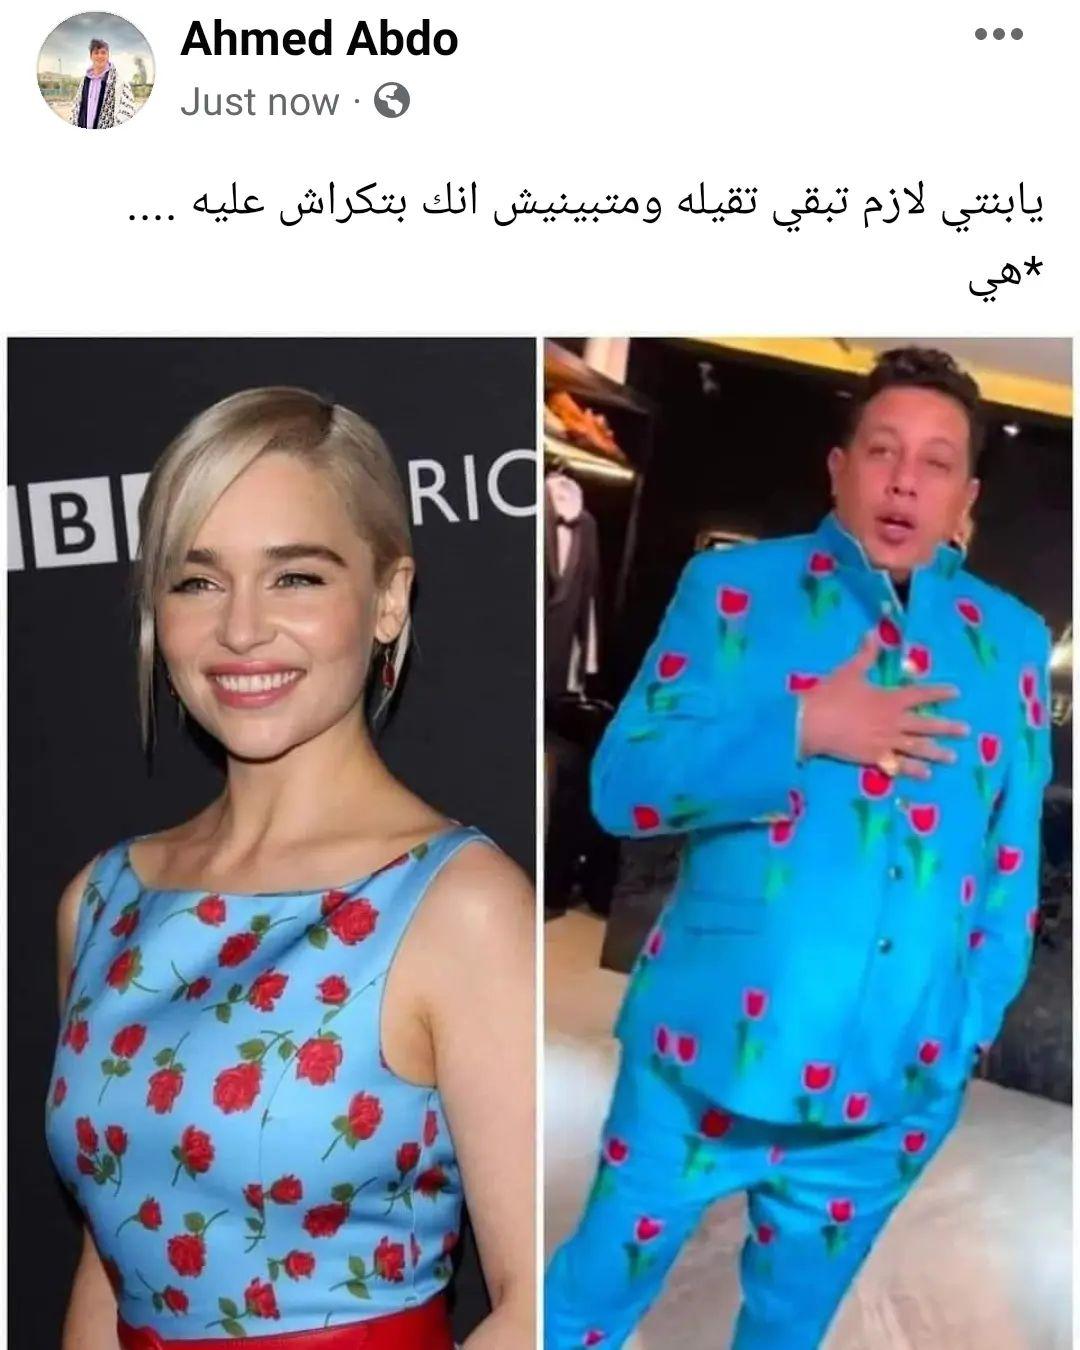 Ahmed Abdo
Just now ·
يابنتي لازم تبقي تقيله ومتبينيش انك بتكراش عليه ....
*هي
BB
RIC